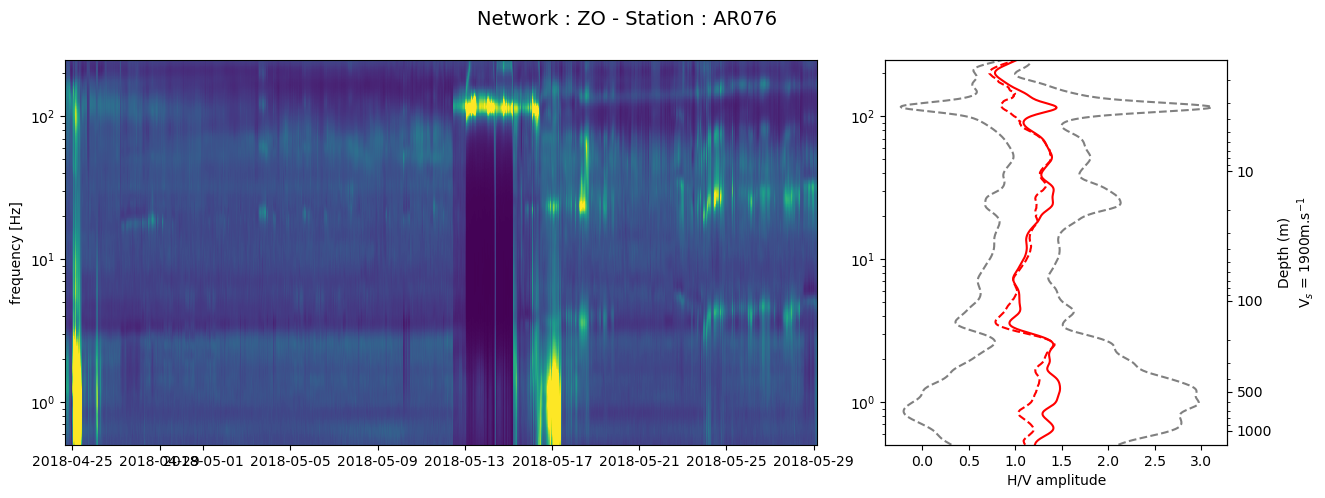 Network : ZO - Station : AR076
frequency [Hz]
10² 10¹ 10⁰
2018-04-25 2018-04-29 2018-05-01 2018-05-05 2018-05-09 2018-05-13 2018-05-17 2018-05-21 2018-05-25 2018-05-29
10² 10¹ 10⁰
0.0 0.5 1.0 1.5 2.0 2.5 3.0
H/V amplitude
10 100 500 1000
Depth (m)
Vₛ = 1900m.s⁻¹